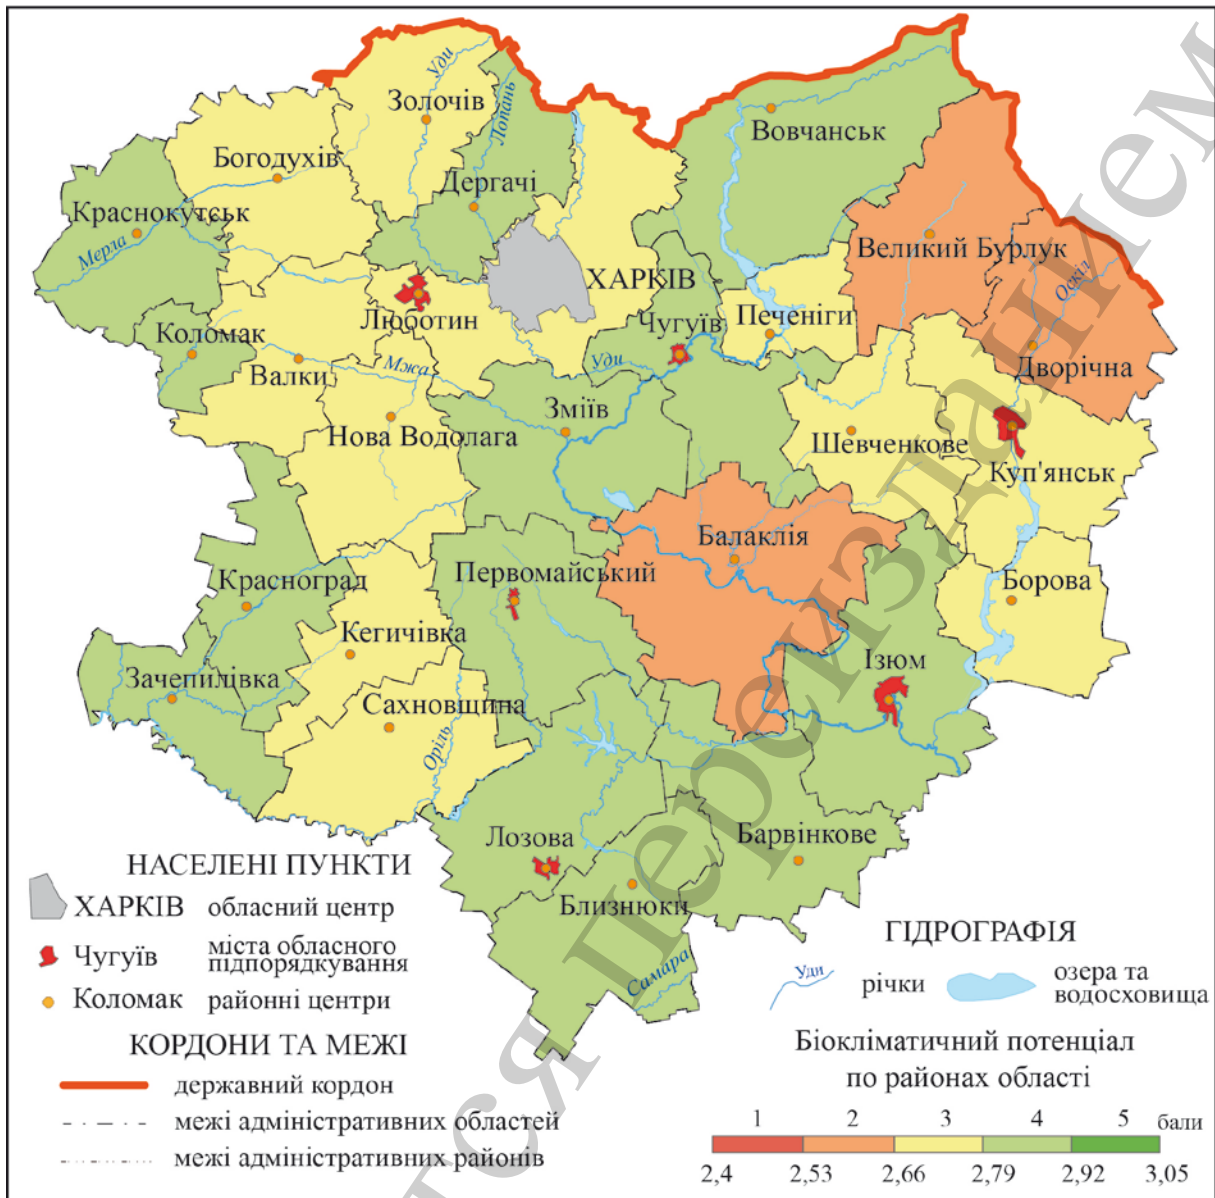 Уди
Золочів
Лопань
Вовчанськ
Богодухів
Дергачі
Краснокутськ
Мерла
Великий Бурлук
Оскіл
ХАРКІВ
Люботин
Печеніги
Чугуїв
Коломак
Уди
Дворічна
Валки
Мжа
Зміїв
Нова Водолага
Шевченкове
Куп'янськ
Балаклія
Красноград
Первомайський
Борова
Кегичівка
Ізюм
Зачепилівка
Сахновщина
Оріль
Лозова
Барвінкове
Близнюки
Самара
НАСЕЛЕНІ ПУНКТИ
ХАРКІВ обласний центр
Чугуїв міста обласного
підпорядкування
Коломак районні центри
КОРДОНИ ТА МЕЖІ
державний кордон
межі адміністративних областей
межі адміністративних районів
ГІДРОГРАФІЯ
Уди річки озера та
водосховища
Біокліматичний потенціал
по районах області
1 2 3 4 5 бали
2,4 2,53 2,66 2,79 2,92 3,05
ся переизданием